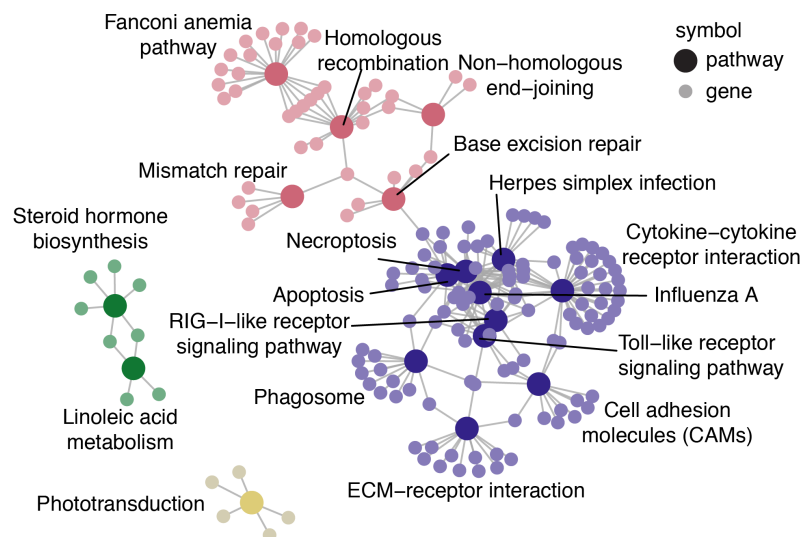 Fanconi anemia
pathway
Homologous
recombination
Non−homologous
end−joining
symbol
pathway
gene
Base excision repair
Mismatch repair
Herpes simplex infection
Steroid hormone
biosynthesis
Necroptosis
Cytokine−cytokine
receptor interaction
Apoptosis
Influenza A
RIG−I−like receptor
signaling pathway
Toll−like receptor
signaling pathway
Phagosome
Linoleic acid
metabolism
Cell adhesion
molecules (CAMs)
ECM−receptor interaction
Phototransduction